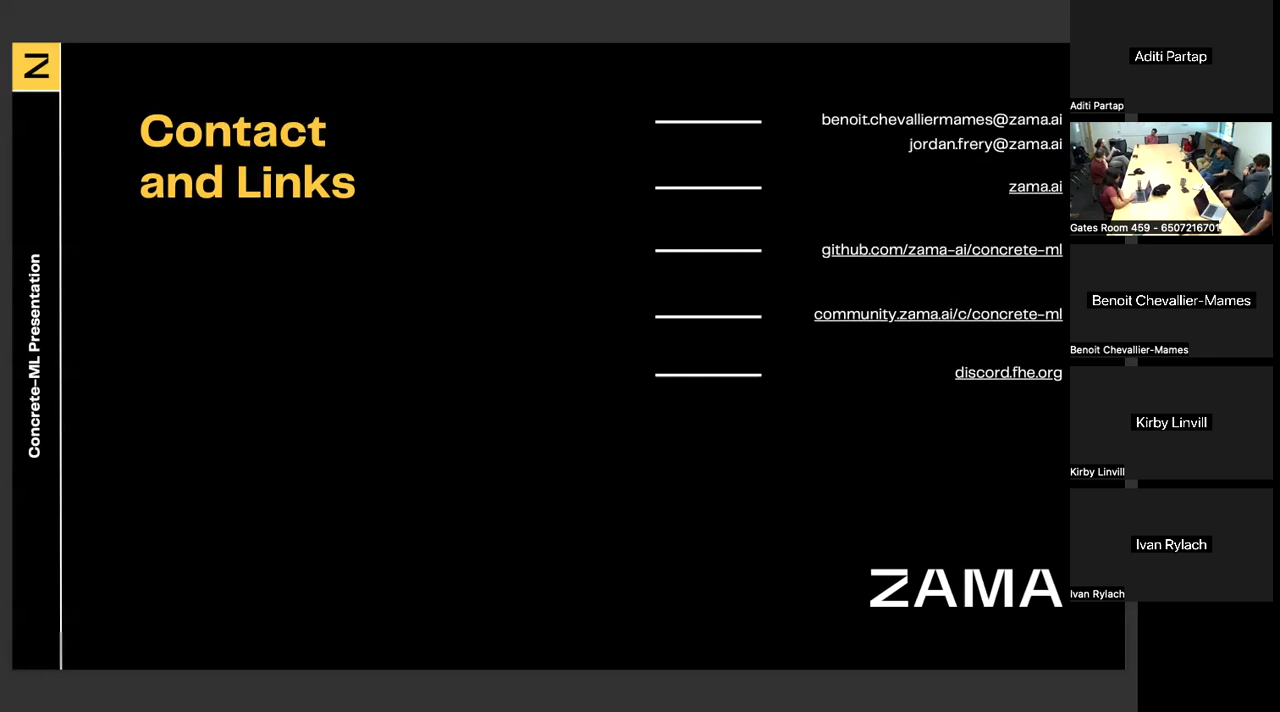 Z
Concrete-ML Presentation
Contact
and Links
benoit.chevalliermames@zama.ai
jordan.frery@zama.ai
zama.ai
github.com/zama-ai/concrete-ml
community.zama.ai/c/concrete-ml
discord.fhe.org
ZAMA
Aditi Partap
Aditi Partap
Gates Room 459 - 6507216701
Benoit Chevallier-Mames
Benoit Chevallier-Mames
Kirby Linvill
Kirby Linvill
Ivan Rylach
Ivan Rylach